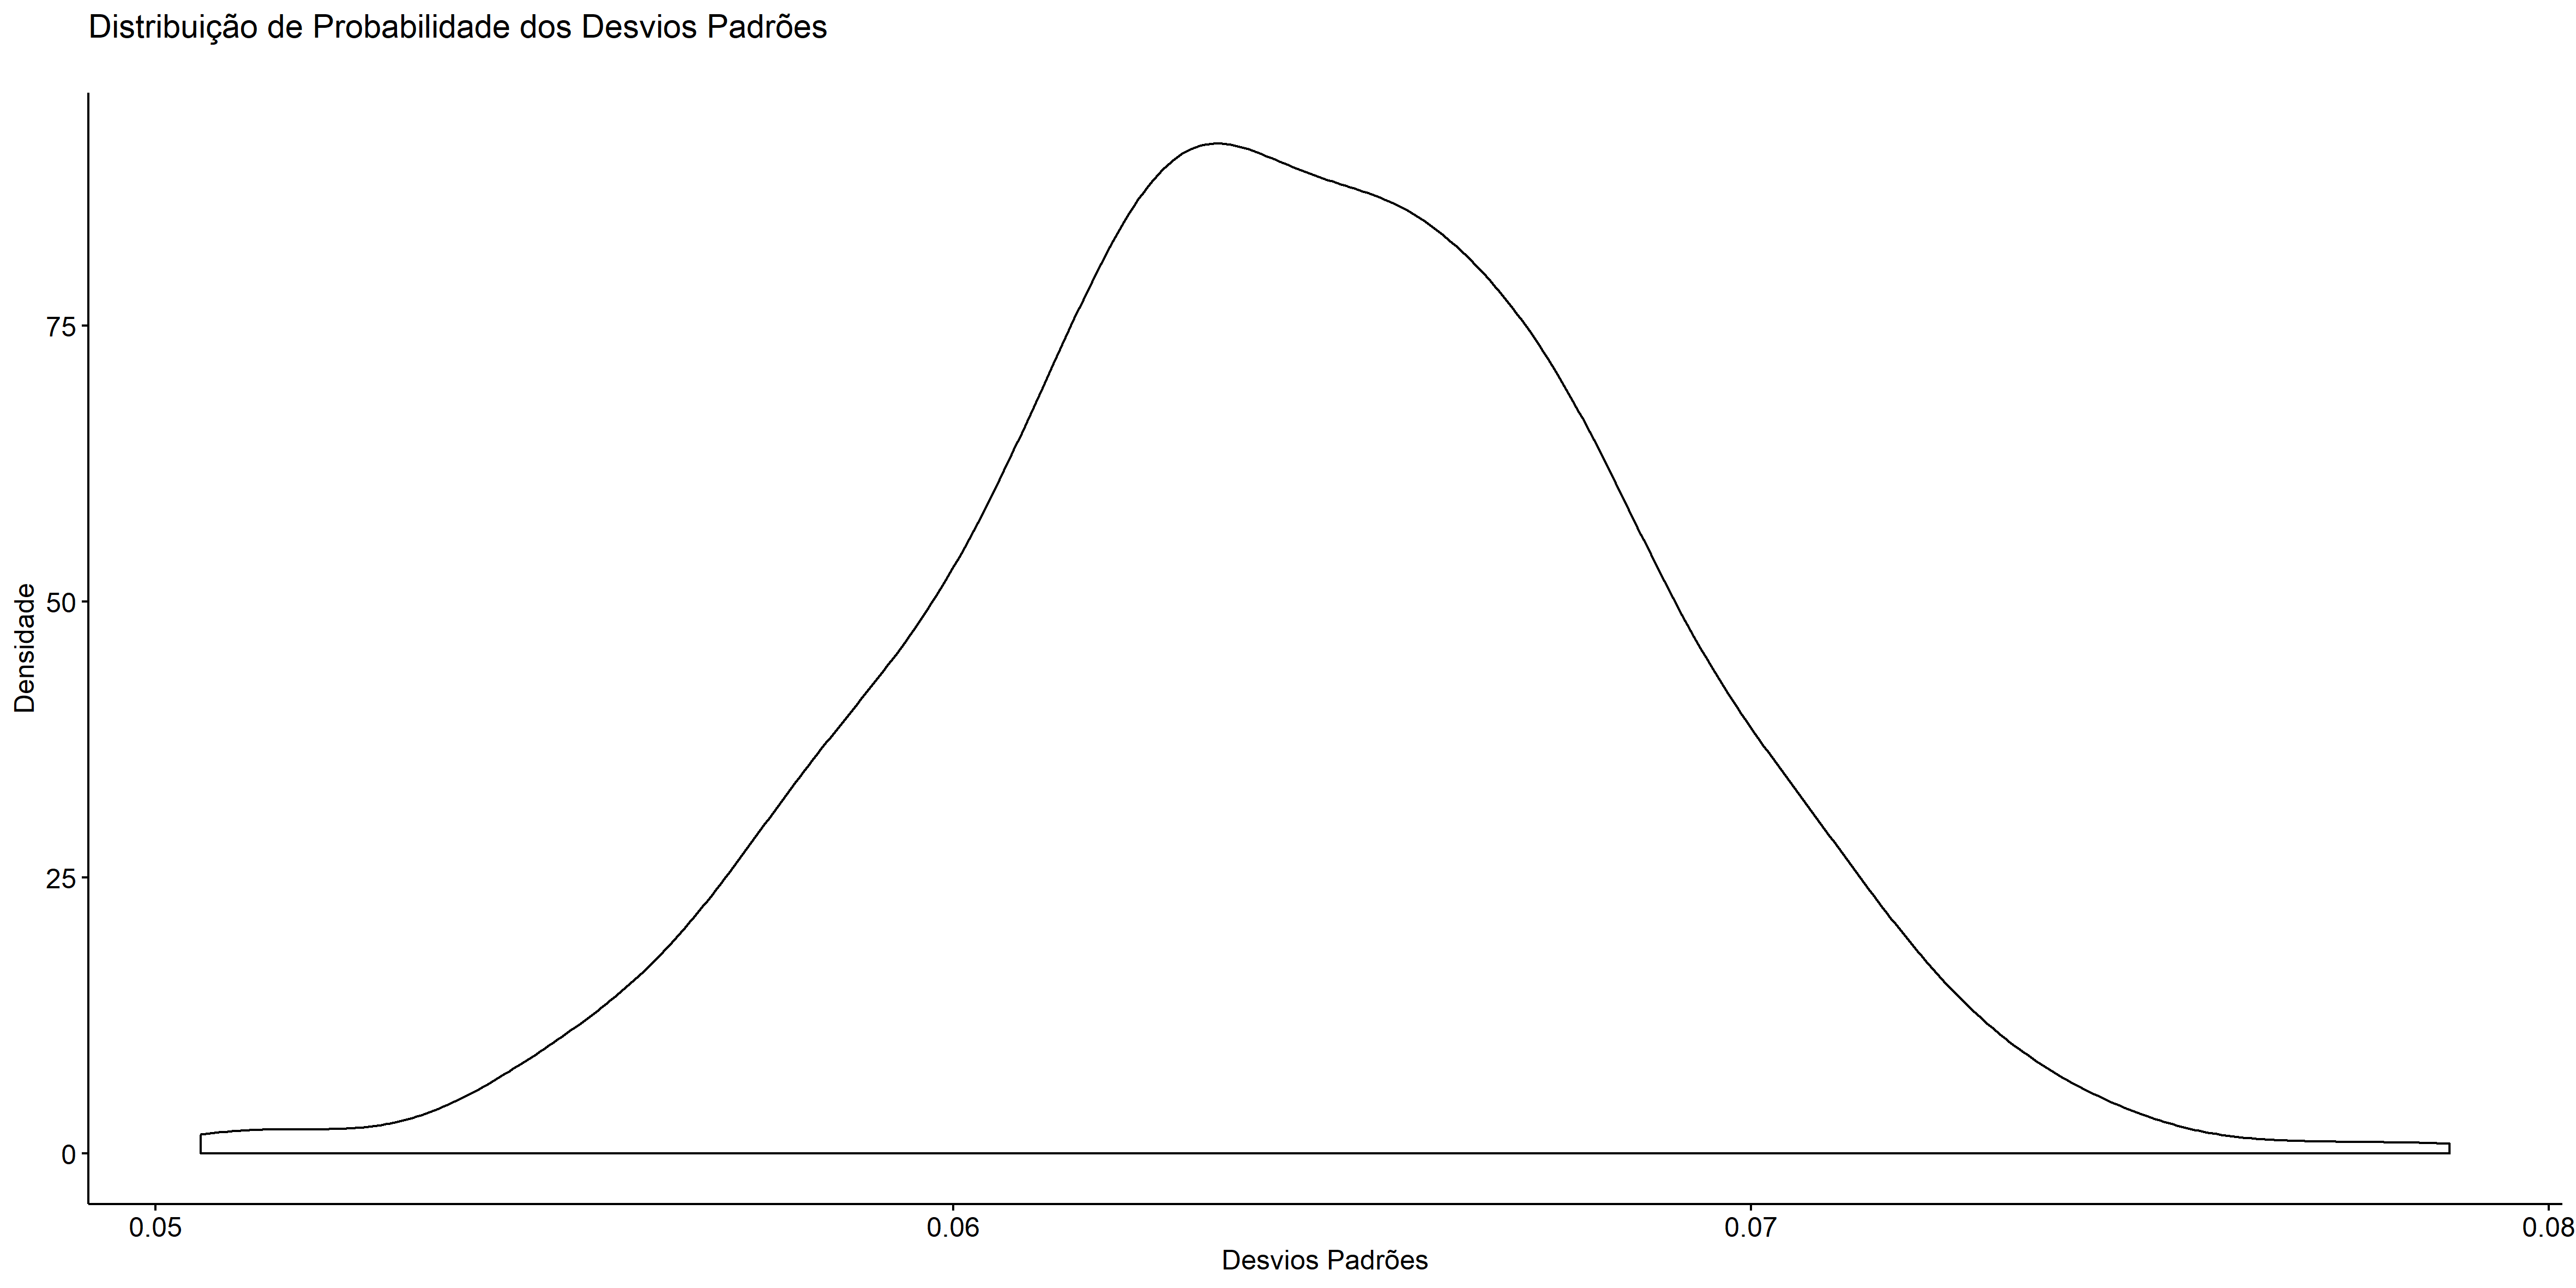 Distribuição de Probabilidade dos Desvios Padrões
75
50
25
0
Densidade
0.05 0.06 0.07 0.08
Desvios Padrões